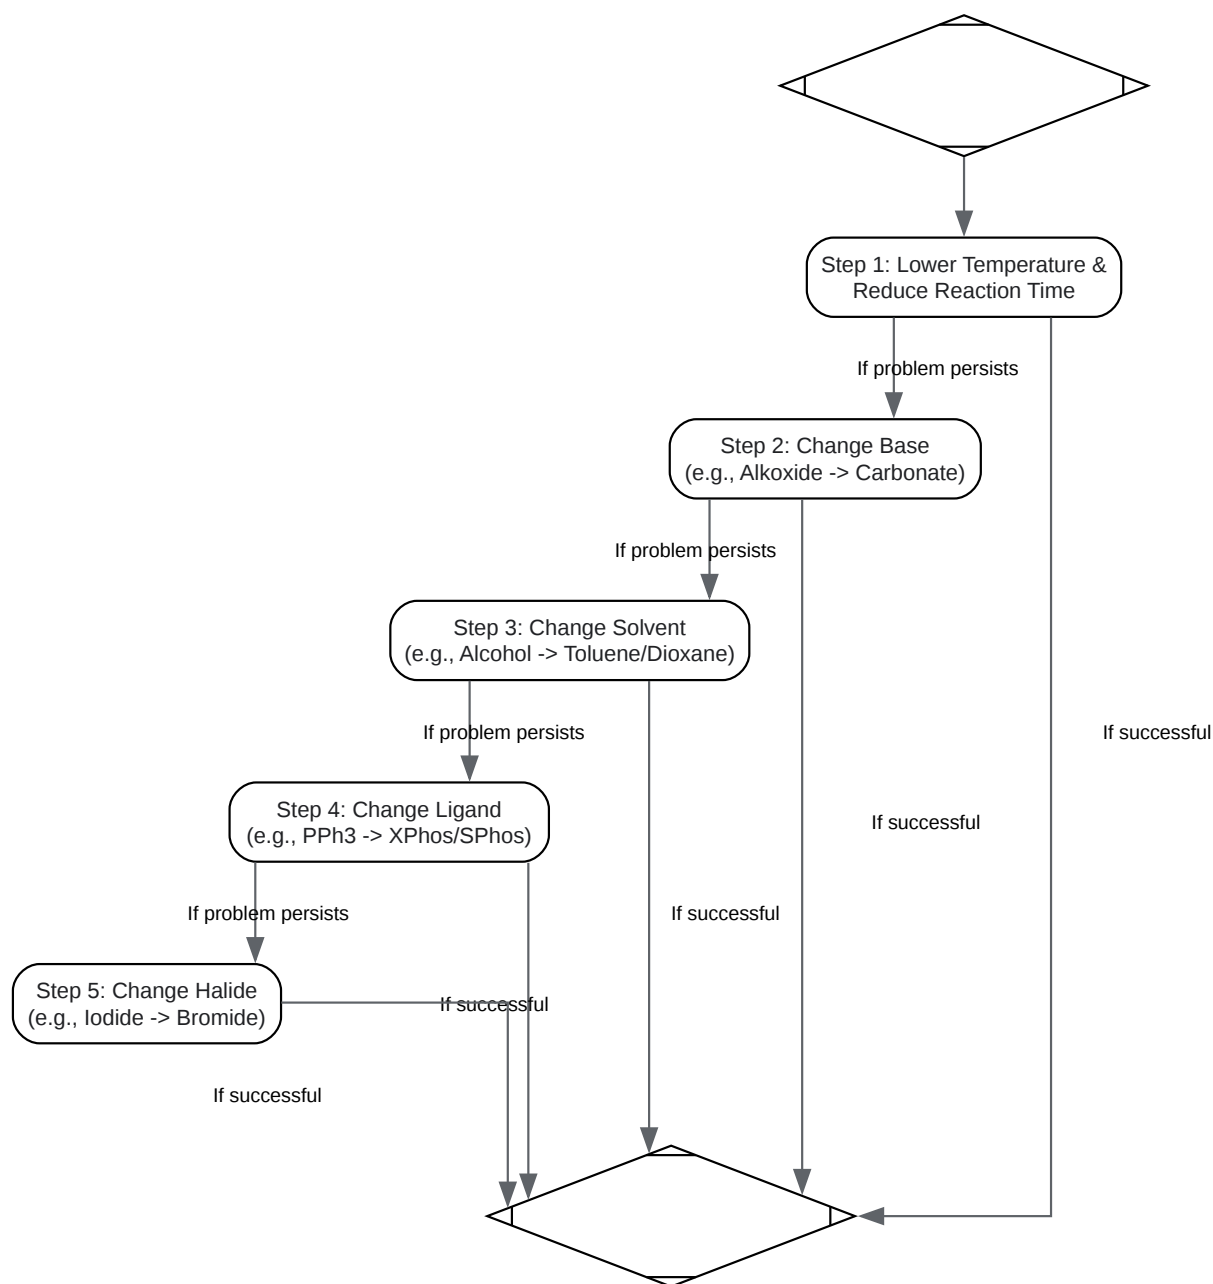 Step 1: Lower Temperature &
Reduce Reaction Time
If problem persists
Step 2: Change Base
(e.g., Alkoxide -> Carbonate)
If problem persists
Step 3: Change Solvent
(e.g., Alcohol -> Toluene/Dioxane)
If problem persists
If successful
Step 4: Change Ligand
(e.g., PPh3 -> XPhos/SPhos)
If successful
If problem persists
If successful
Step 5: Change Halide
(e.g., Iodide -> Bromide)
If successful
If successful